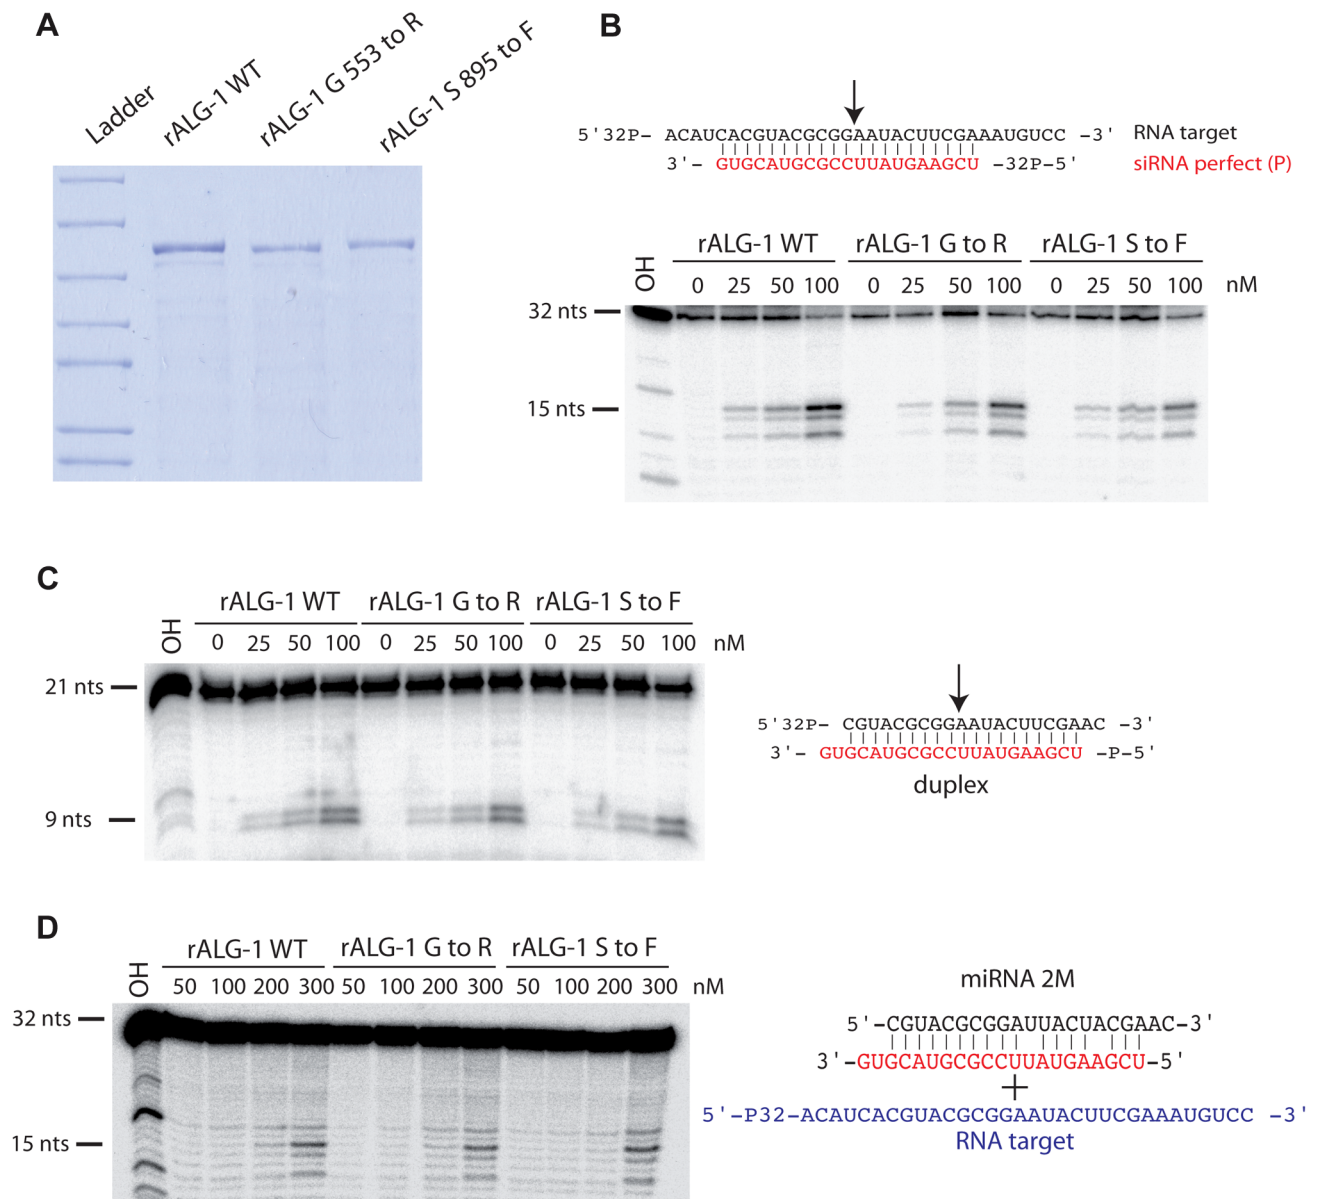 A
Ladder
rALG-1 WT
rALG-1 G 553 to R
rALG-1 S 895 to F
B
5'32P- ACAUCACGUACGCGGAAUACUUCGAAAUGUCC -3' RNA target
3'- GUGCAUGCGCCUUAUGAAGCU -32P-5' siRNA perfect (P)
rALG-1 WT rALG-1 G to R rALG-1 S to F
OH 0 25 50 100 0 25 50 100 0 25 50 100 nM
32 nts
15 nts
C
rALG-1 WT rALG-1 G to R rALG-1 S to F
OH 0 25 50 100 0 25 50 100 0 25 50 100 nM
21 nts
9 nts
5'32P- CGUACGCGGAAUACUUCGAAC -3'
3'- GUGCAUGCGCCUUAUGAAGCU -P-5'
duplex
D
rALG-1 WT rALG-1 G to R rALG-1 S to F
OH 50 100 200 300 50 100 200 300 50 100 200 300 nM
32 nts
15 nts
miRNA 2M
5'-CGUACGCGGAUUACUACGAAC-3'
3'-GUGCAUGCGCCUUAUGAAGCU-5'
+
5'-P32-ACAUCACGUACGCGGAAUACUUCGAAAUGUCC -3'
RNA target